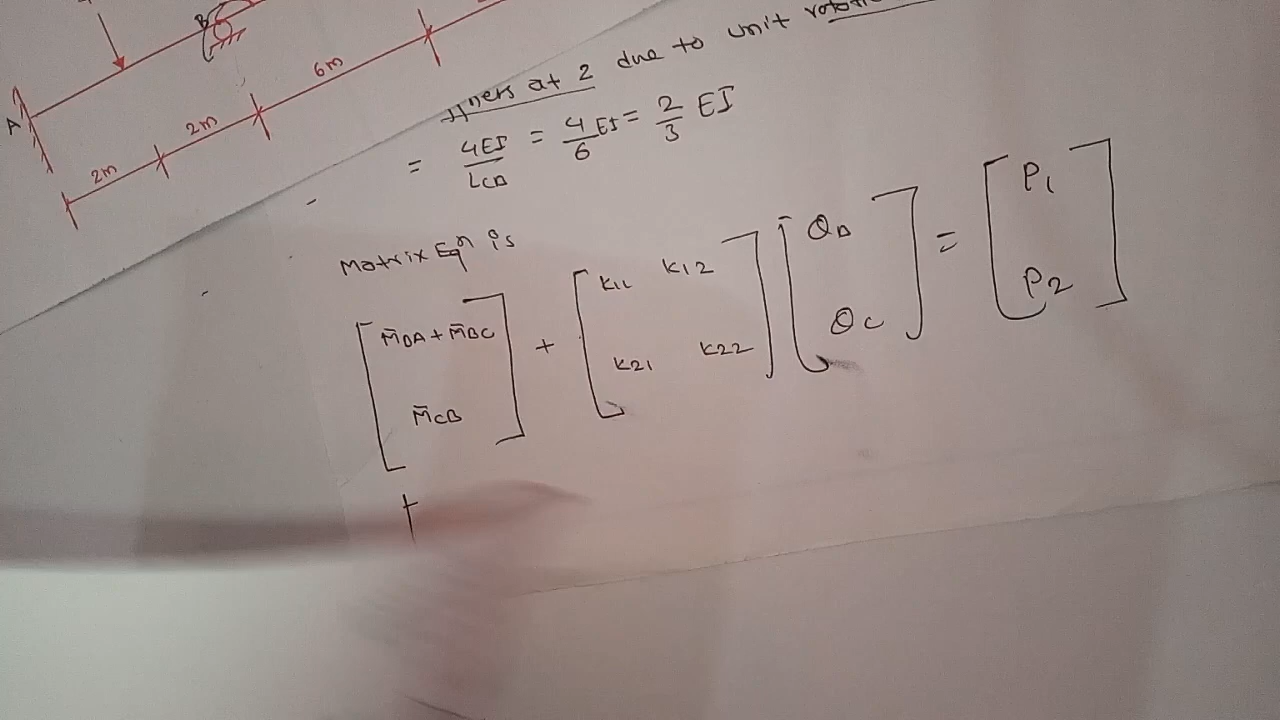 A
B
2m
2m
6m
at 2 due to unit
= 4EI/LCB = 4/6 EI = 2/3 EI
Matrix Eqn is
[M̄BA + M̄BC
M̄CB] + [K11 K12
K21 K22] [θB
θC] = [P1
P2]